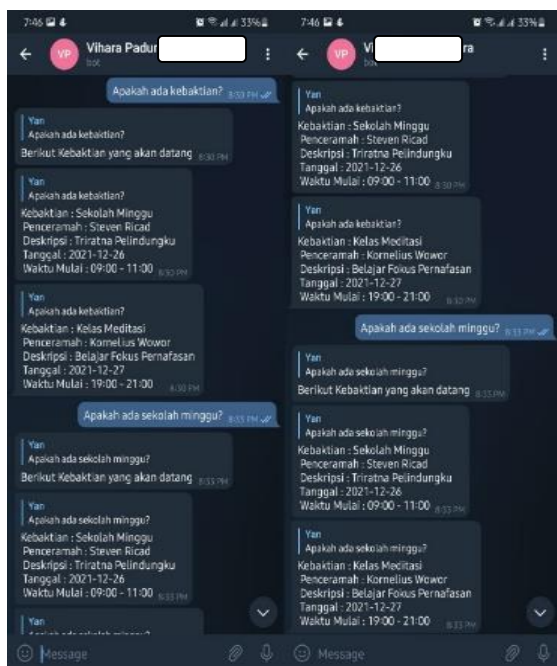 7:46
33%
VP
Vihara Padur
bot
Apakah ada kebaktian? 8:30 PM
Yan
Apakah ada kebaktian?
Berikut Kebaktian yang akan datang 8:30 PM
Yan
Apakah ada kebaktian?
Kebaktian : Sekolah Minggu
Penceramah : Steven Ricad
Deskripsi : Triratna Pelindungku
Tanggal : 2021-12-26
Waktu Mulai : 09:00 - 11:00 8:30 PM
Yan
Apakah ada kebaktian?
Kebaktian : Kelas Meditasi
Penceramah : Kornelius Wowor
Deskripsi : Belajar Fokus Pernafasan
Tanggal : 2021-12-27
Waktu Mulai : 19:00 - 21:00 8:30 PM
Apakah ada sekolah minggu? 8:33 PM
Yan
Apakah ada sekolah minggu?
Berikut Kebaktian yang akan datang 8:33 PM
Yan
Apakah ada sekolah minggu?
Kebaktian : Sekolah Minggu
Penceramah : Steven Ricad
Deskripsi : Triratna Pelindungku
Tanggal : 2021-12-26
Waktu Mulai : 09:00 - 11:00 8:33 PM
Yan
Message
7:46
33%
VP
Vi
ra
Yan
Apakah ada kebaktian?
Kebaktian : Sekolah Minggu
Penceramah : Steven Ricad
Deskripsi : Triratna Pelindungku
Tanggal : 2021-12-26
Waktu Mulai : 09:00 - 11:00 8:30 PM
Yan
Apakah ada kebaktian?
Kebaktian : Kelas Meditasi
Penceramah : Kornelius Wowor
Deskripsi : Belajar Fokus Pernafasan
Tanggal : 2021-12-27
Waktu Mulai : 19:00 - 21:00 8:30 PM
Apakah ada sekolah minggu? 8:33 PM
Yan
Apakah ada sekolah minggu?
Berikut Kebaktian yang akan datang 8:33 PM
Yan
Apakah ada sekolah minggu?
Kebaktian : Sekolah Minggu
Penceramah : Steven Ricad
Deskripsi : Triratna Pelindungku
Tanggal : 2021-12-26
Waktu Mulai : 09:00 - 11:00 8:33 PM
Yan
Apakah ada sekolah minggu?
Kebaktian : Kelas Meditasi
Penceramah : Kornelius Wowor
Deskripsi : Belajar Fokus Pernafasan
Tanggal : 2021-12-27
Waktu Mulai : 19:00 - 21:00 8:33 PM
Message